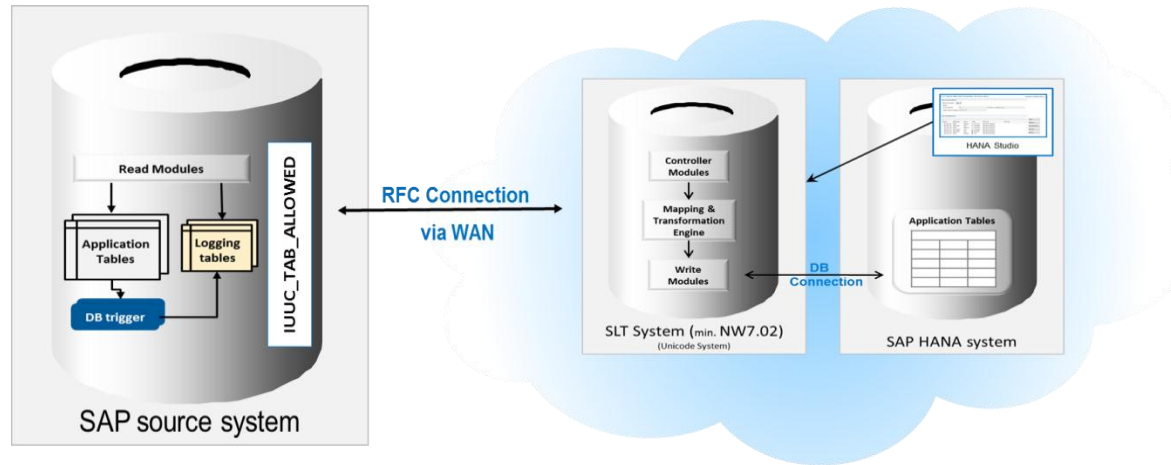 Read Modules
Application
Tables
Logging
tables
DB trigger
IUUC_TAB_ALLOWED
SAP source system
RFC Connection
via WAN
Controller
Modules
Mapping &
Transformation
Engine
Write
Modules
SLT System (min. NW7.02)
(Unicode System)
DB
Connection
HANA Studio
Application Tables
SAP HANA system